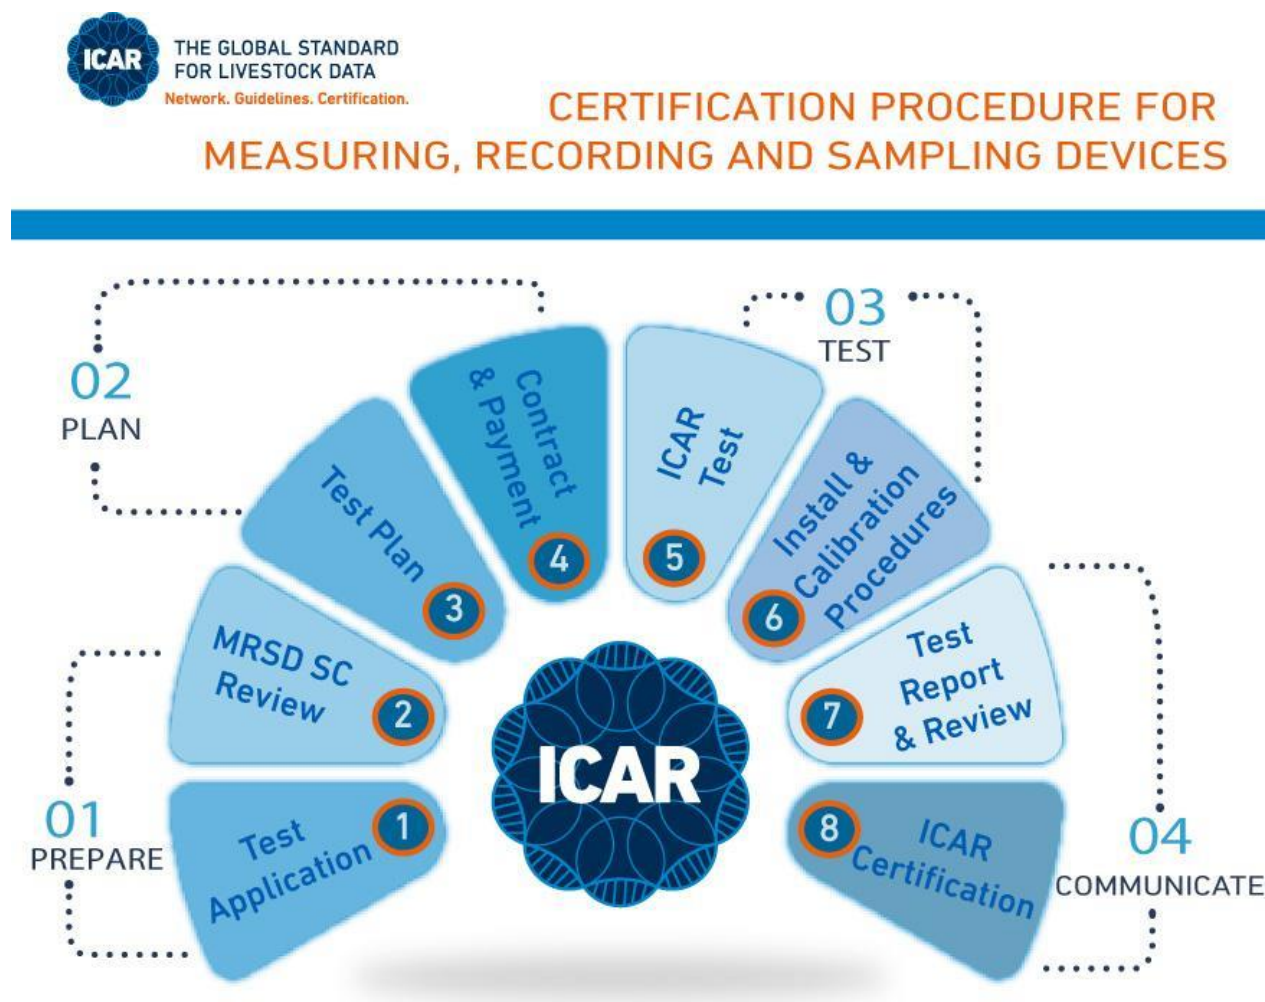 ICAR
THE GLOBAL STANDARD
FOR LIVESTOCK DATA
Network. Guidelines. Certification.
CERTIFICATION PROCEDURE FOR
MEASURING, RECORDING AND SAMPLING DEVICES
01
PREPARE
Test
Application
1
MRSD SC
Review
2
02
PLAN
Test Plan
3
Contract
& Payment
4
03
TEST
ICAR
Test
5
Install &
Calibration
Procedures
6
04
COMMUNICATE
Test
Report
& Review
7
ICAR
Certification
8
ICAR